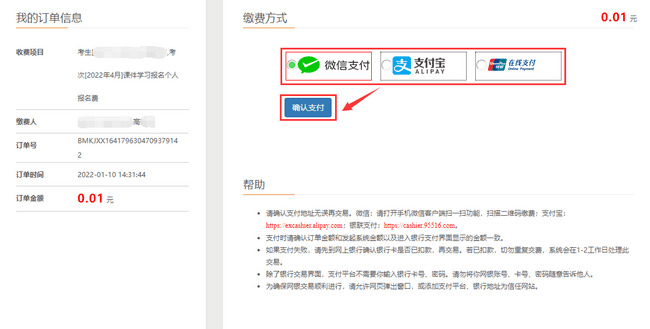 我的订单信息
收费项目
考生[
,考
次[2022年4月]课件学习报名个人
报名费
缴费人
订单号
BMKJXX164179630470937914
2
订单时间
2022-01-10 14:31:44
订单金额
0.01 元
缴费方式
0.01 元
微信支付
支付宝
ALIPAY
在线支付
Online Payment
确认支付
帮助
请确认支付地址无误再交易。微信：请打开手机微信客户端扫一扫功能，扫描二维码缴费；支付宝：
https://excashier.alipay.com；银联支付：https://cashier.95516.com。
支付时请确认订单金额和发起系统金额以及进入银行支付界面显示的金额一致。
如果支付失败，请先到网上银行确认银行卡是否已扣款，再交易。若已扣款，切勿重复交费，系统会在1-2工作日处理此
交易。
除了银行交易界面，支付平台不需要你输入银行卡号、密码。请勿将你网银账号、卡号、密码随意告诉他人。
为确保网银交易顺利进行，请允许网页弹出窗口，或添加支付平台、银行地址为信任网站。